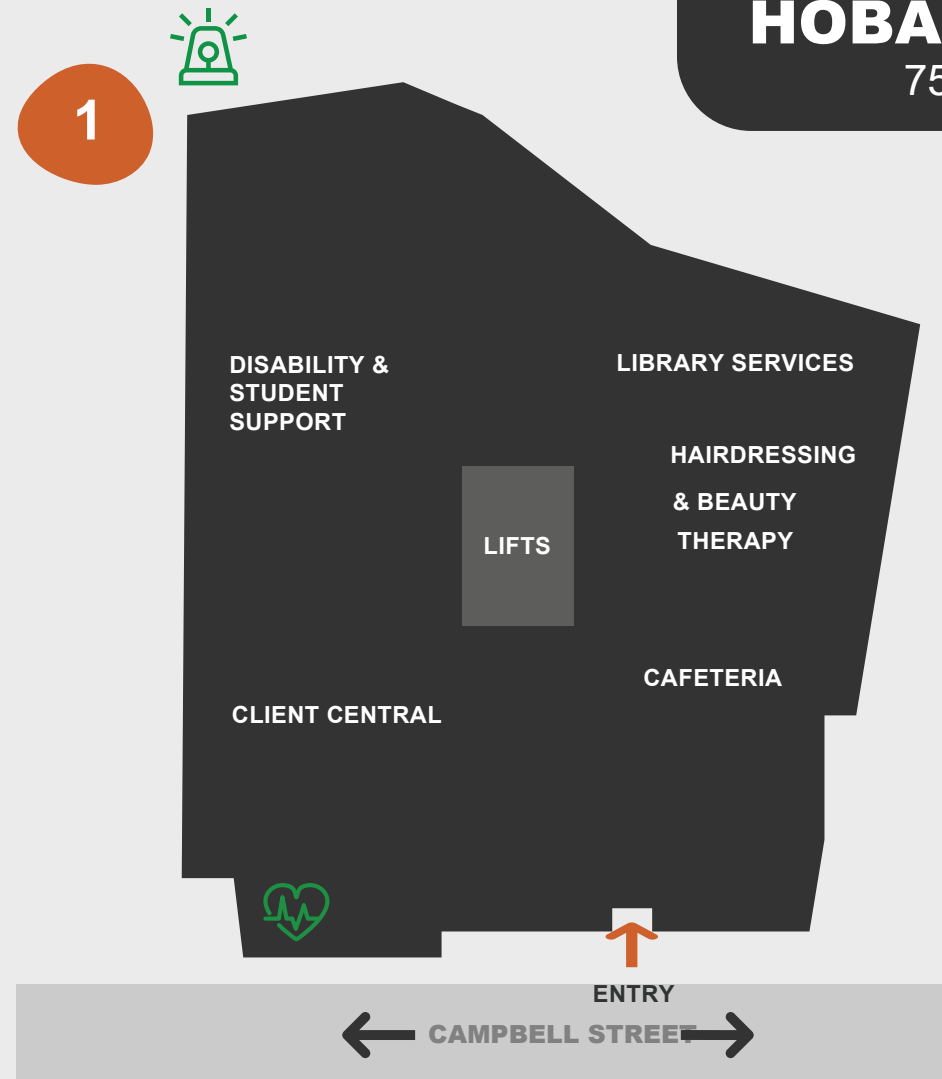 HOBA
75
1
DISABILITY &
STUDENT
SUPPORT
LIBRARY SERVICES
HAIRDRESSING
& BEAUTY
THERAPY
LIFTS
CAFETERIA
CLIENT CENTRAL
ENTRY
CAMPBELL STREET